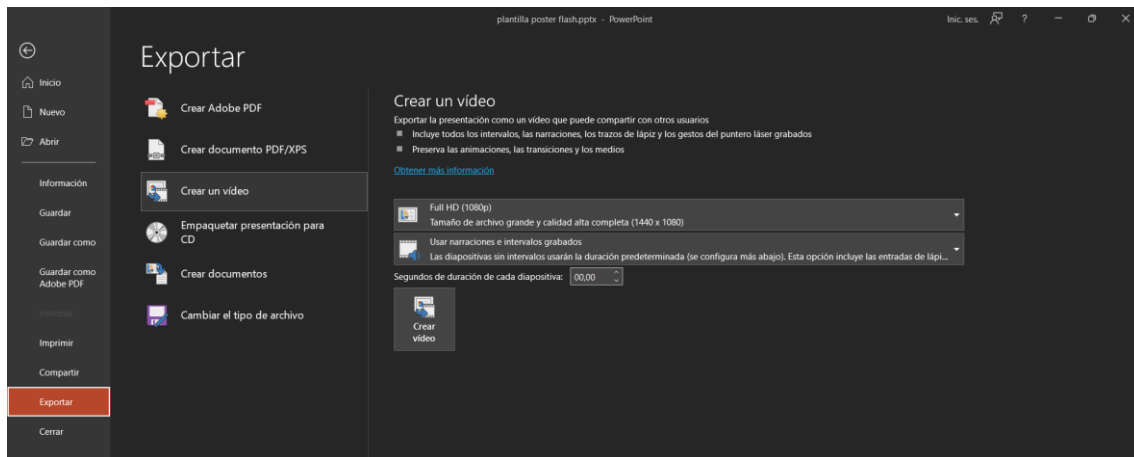 plantilla poster flash.pptx - PowerPoint
Inic. ses.
?
Inicio
Nuevo
Abrir
Información
Guardar
Guardar como
Guardar como
Adobe PDF
Historial
Imprimir
Compartir
Exportar
Cerrar
Exportar
Crear Adobe PDF
Crear documento PDF/XPS
Crear un vídeo
Empaquetar presentación para
CD
Crear documentos
Cambiar el tipo de archivo
Crear un vídeo
Exportar la presentación como un vídeo que puede compartir con otros usuarios
Incluye todos los intervalos, las narraciones, los trazos de lápiz y los gestos del puntero láser grabados
Preserva las animaciones, las transiciones y los medios
Obtener más información
Full HD (1080p)
Tamaño de archivo grande y calidad alta completa (1440 x 1080)
Usar narraciones e intervalos grabados
Las diapositivas sin intervalos usarán la duración predeterminada (se configura más abajo). Esta opción incluye las entradas de lápi...
Segundos de duración de cada diapositiva: 00,00
Crear
vídeo